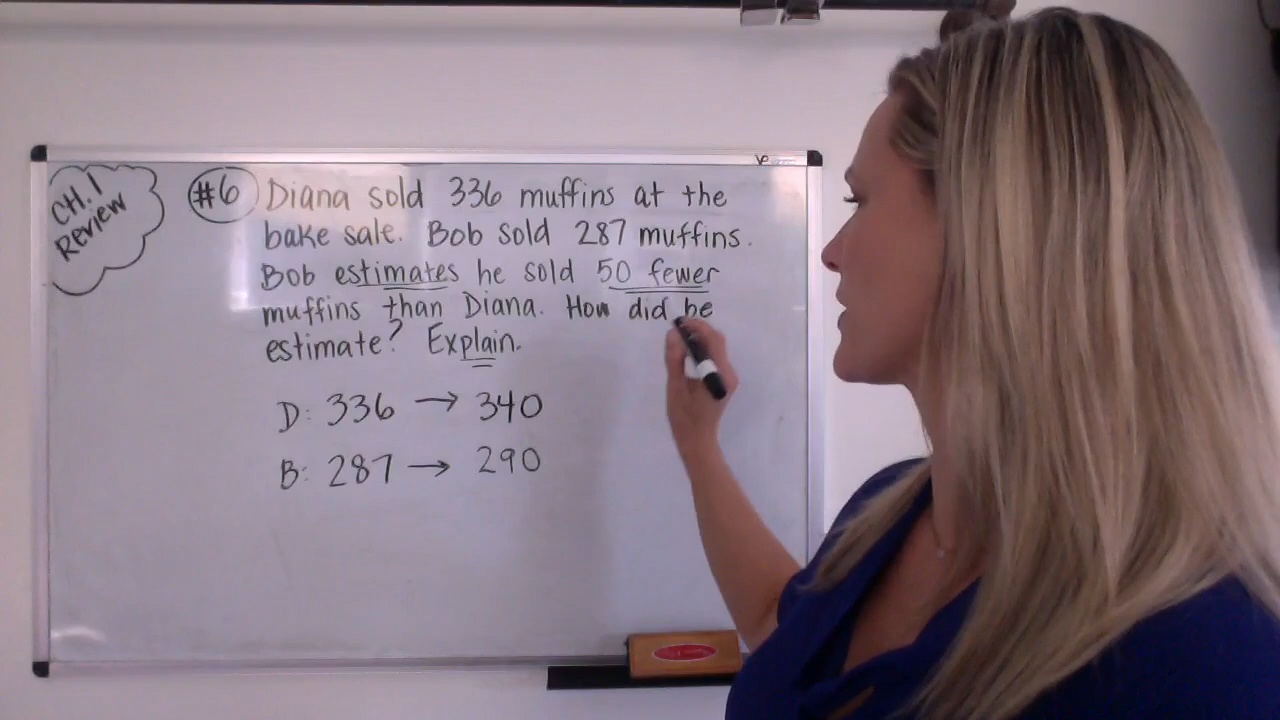 CH. 1
Review
#6 Diana sold 336 muffins at the
bake sale. Bob sold 287 muffins.
Bob estimates he sold 50 fewer
muffins than Diana. How did he
estimate? Explain.
D: 336 → 340
B: 287 → 290